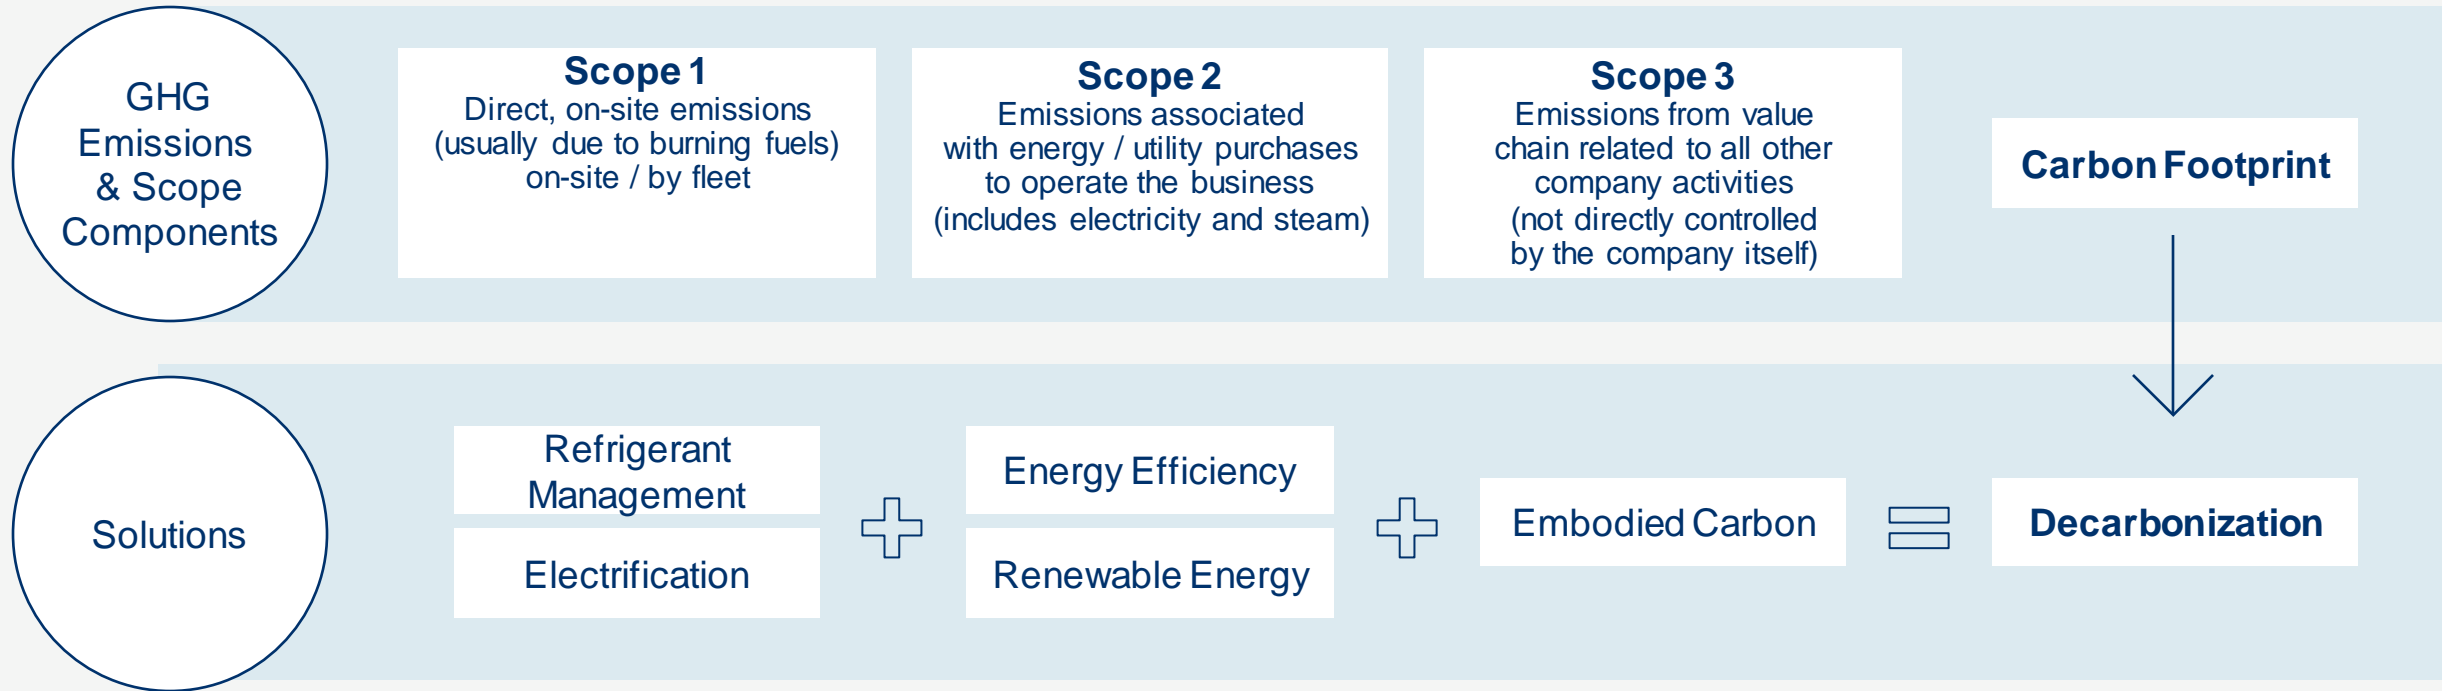 GHG
Emissions
& Scope
Components
Scope 1
Direct, on-site emissions
(usually due to burning fuels)
on-site / by fleet
Scope 2
Emissions associated
with energy / utility purchases
to operate the business
(includes electricity and steam)
Scope 3
Emissions from value
chain related to all other
company activities
(not directly controlled
by the company itself)
Carbon Footprint
Solutions
Refrigerant
Management
Electrification
Energy Efficiency
Renewable Energy
Embodied Carbon
Decarbonization